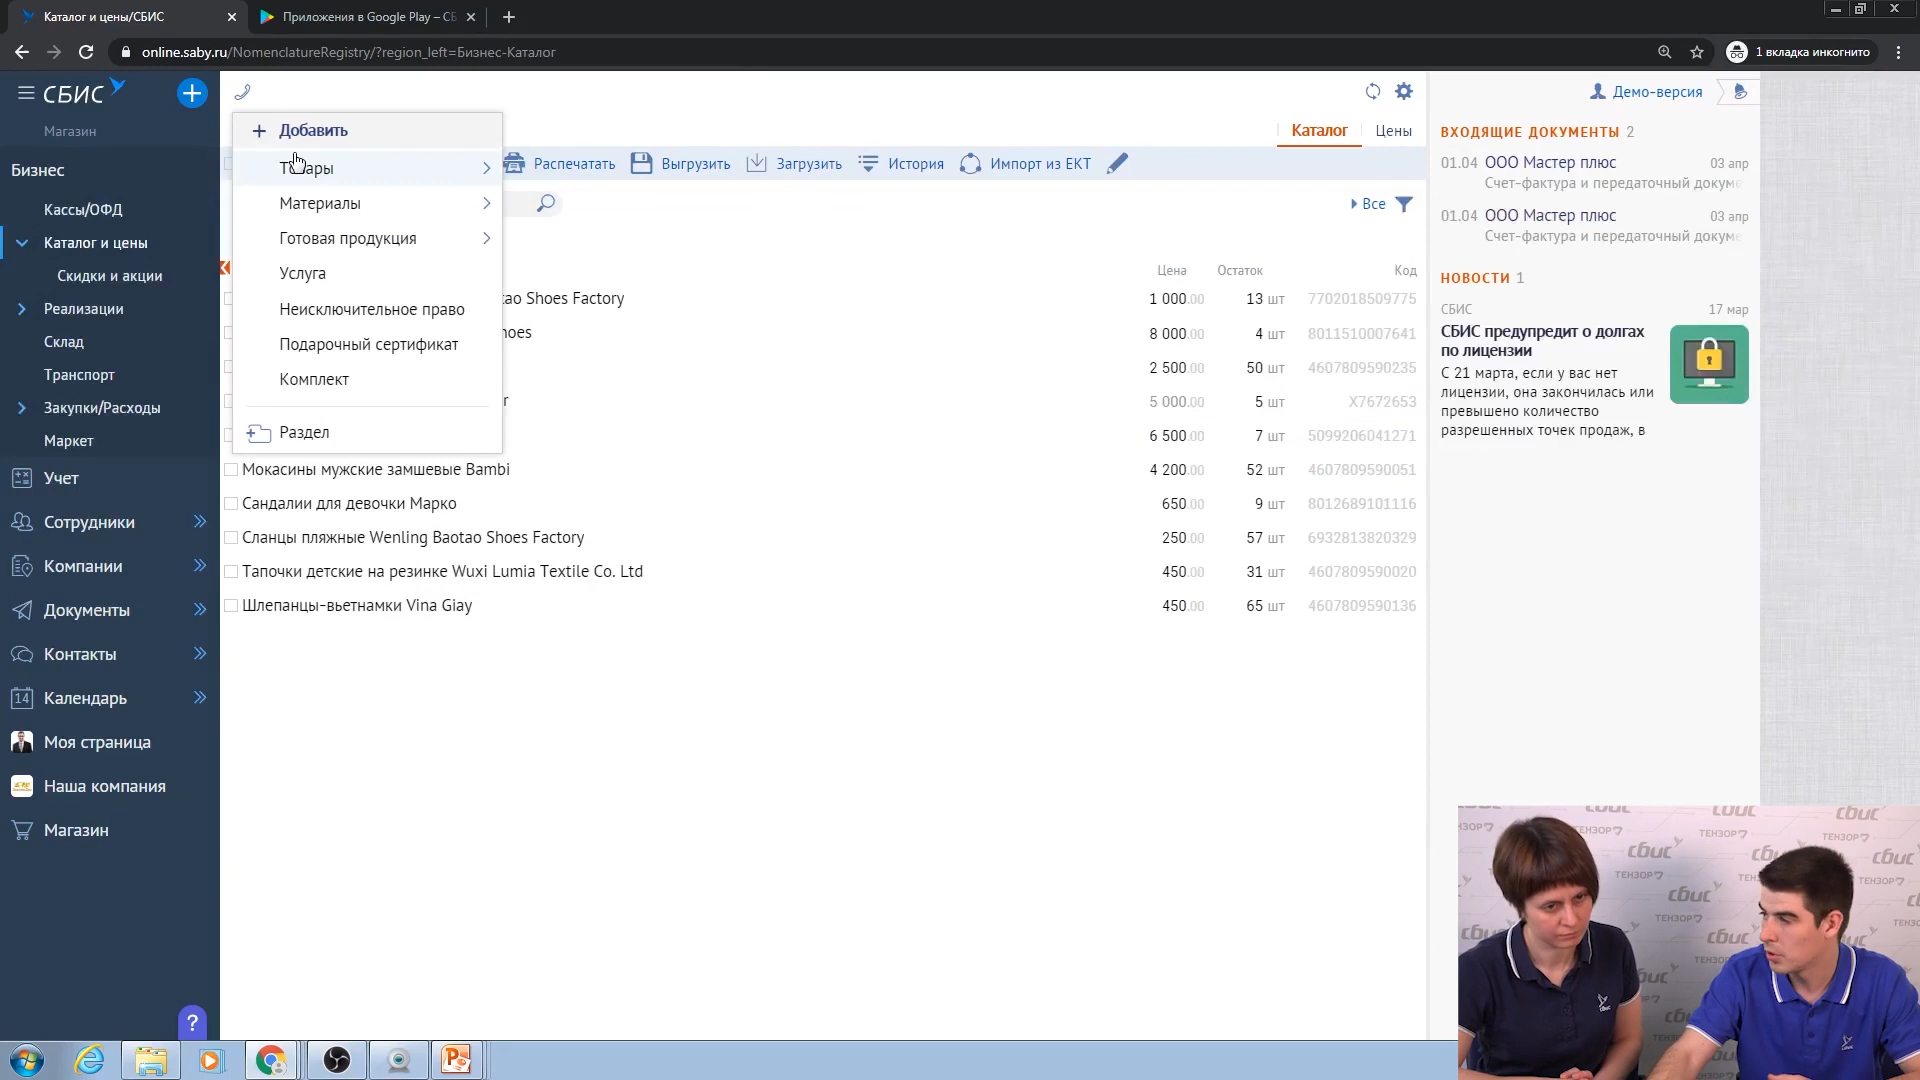 Каталог и цены/СБИС
Приложения в Google Play – СБ
online.saby.ru/NomenclatureRegistry/?region_left=Бизнес-Каталог
1 вкладка инкогнито
СБИС
Магазин
Бизнес
Кассы/ОФД
Каталог и цены
Скидки и акции
Реализации
Склад
Транспорт
Закупки/Расходы
Маркет
Учет
Сотрудники
Компании
Документы
Контакты
14 Календарь
Моя страница
Наша компания
Магазин
?
Добавить
Товары
Материалы
Готовая продукция
Услуга
Неисключительное право
Подарочный сертификат
Комплект
Раздел
Каталог Цены
Распечатать Выгрузить Загрузить История Импорт из ЕКТ
Все
Цена Остаток Код
tao Shoes Factory 1 000.00 13 шт 7702018509775
hoes 8 000.00 4 шт 8011510007641
2 500.00 50 шт 4607809590235
r 5 000.00 5 шт X7672653
6 500.00 7 шт 5099206041271
Мокасины мужские замшевые Bambi 4 200.00 52 шт 4607809590051
Сандалии для девочки Марко 650.00 9 шт 8012689101116
Сланцы пляжные Wenling Baotao Shoes Factory 250.00 57 шт 6932813820329
Тапочки детские на резинке Wuxi Lumia Textile Co. Ltd 450.00 31 шт 4607809590020
Шлепанцы-вьетнамки Vina Giay 450.00 65 шт 4607809590136
Демо-версия
ВХОДЯЩИЕ ДОКУМЕНТЫ 2
01.04 ООО Мастер плюс 03 апр
Счет-фактура и передаточный докуме
01.04 ООО Мастер плюс 03 апр
Счет-фактура и передаточный докуме
НОВОСТИ 1
СБИС 17 мар
СБИС предупредит о долгах
по лицензии
С 21 марта, если у вас нет
лицензии, она закончилась или
превышено количество
разрешенных точек продаж, в
сбис
ТЕНЗОР